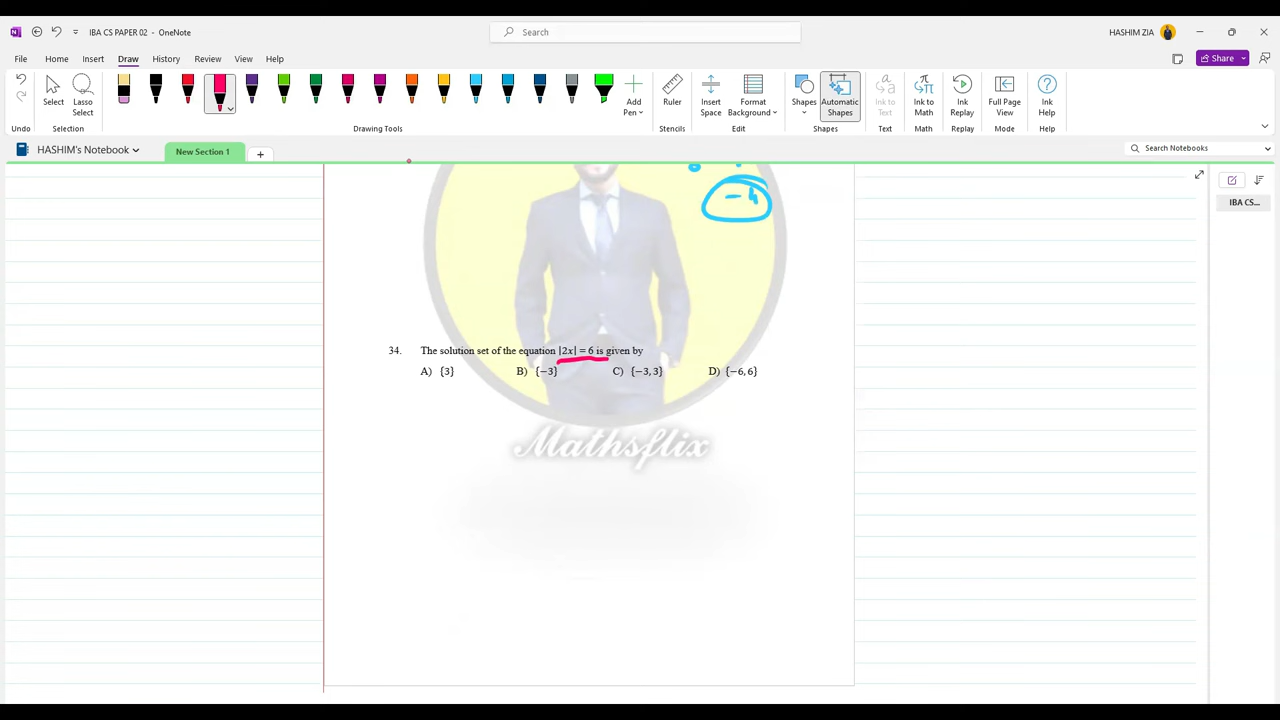 IBA CS PAPER 02 - OneNote
Search
HASHIM ZIA
File Home Insert Draw History Review View Help
Share
Select
Lasso Select
Add Pen
Ruler
Insert Space
Format Background
Shapes
Automatic Shapes
Ink to Text
Ink to Math
Ink Replay
Full Page View
Ink Help
Undo Selection Drawing Tools Stencils Edit Shapes Text Math Replay Mode Help
HASHIM's Notebook
New Section 1
+
Search Notebooks
IBA CS...
-4
34. The solution set of the equation |2x| = 6 is given by
A) {3} B) {−3} C) {−3, 3} D) {−6, 6}
Mathsflix